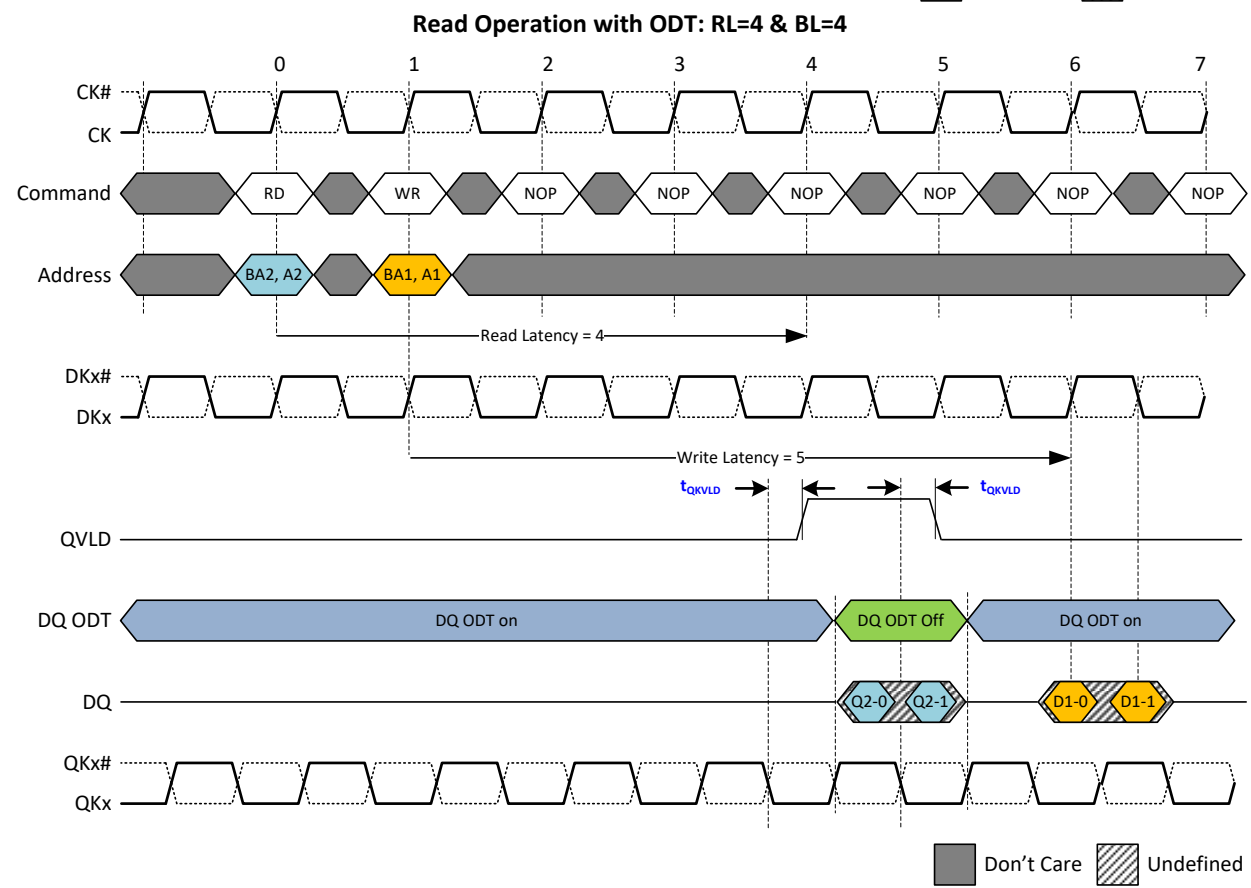 Read Operation with ODT: RL=4 & BL=4
0 1 2 3 4 5 6 7
CK#
CK
Command RD WR NOP NOP NOP NOP NOP NOP
Address BA2, A2 BA1, A1
Read Latency = 4
DKx#
DKx
Write Latency = 5
tQKVLD tQKVLD
QVLD
DQ ODT DQ ODT on DQ ODT Off DQ ODT on
DQ Q2-0 Q2-1 D1-0 D1-1
QKx#
QKx
Don't Care Undefined